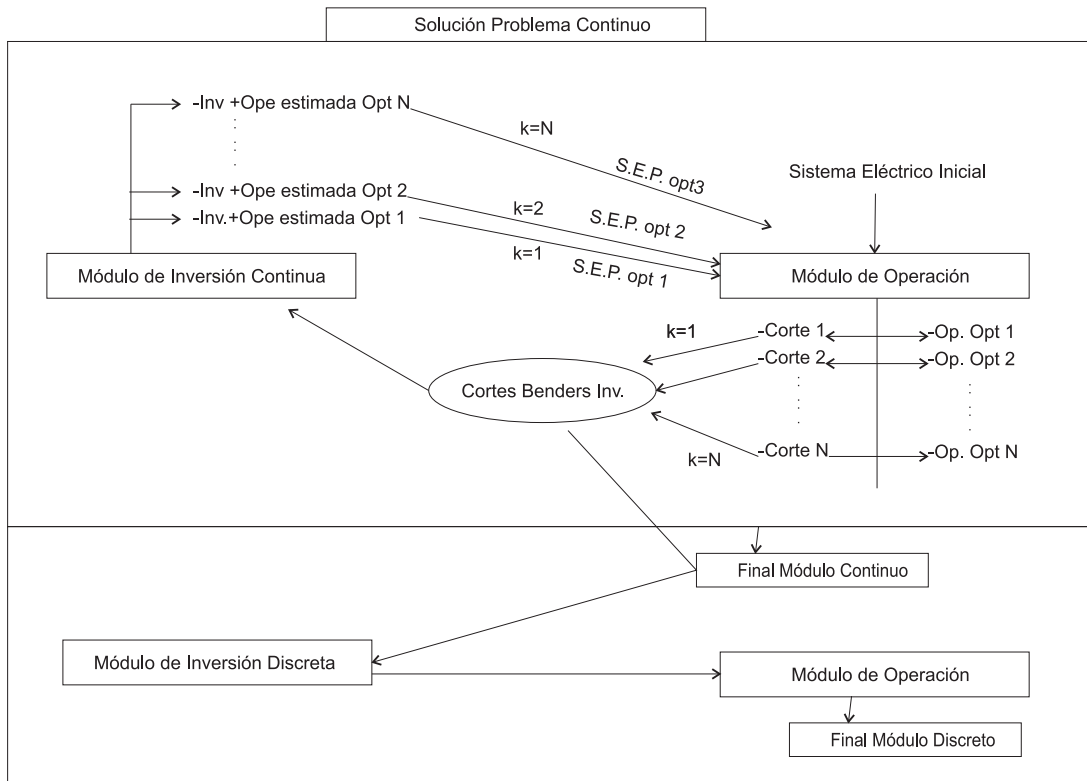 Solución Problema Continuo
-Inv +Ope estimada Opt N
k=N
S.E.P. opt3
Sistema Eléctrico Inicial
-Inv +Ope estimada Opt 2
k=2
S.E.P. opt 2
-Inv.+Ope estimada Opt 1
k=1
S.E.P. opt 1
Módulo de Inversión Continua
Módulo de Operación
k=1
-Corte 1
-Op. Opt 1
-Corte 2
-Op. Opt 2
Cortes Benders Inv.
k=N
-Corte N
-Op. Opt N
Final Módulo Continuo
Módulo de Inversión Discreta
Módulo de Operación
Final Módulo Discreto